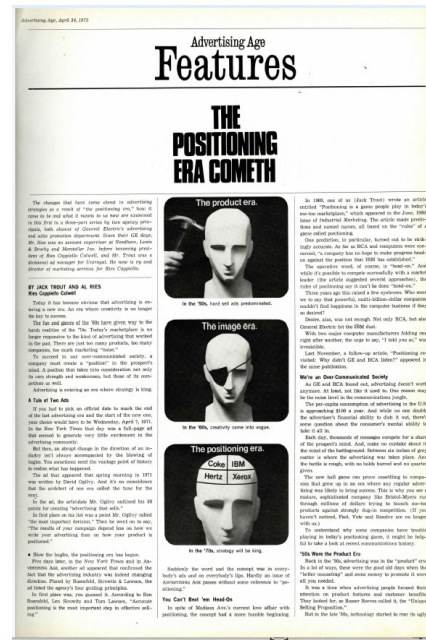 Advertising Age, April 24, 1972
Advertising Age
Features
THE
POSITIONING
ERA COMETH
The changes that have come about in advertising
strategies as a result of "the positioning era," how it
came to be and what it means to us now are examined
in this first in a three-part series by two agency prin-
cipals, both alumni of General Electric's advertising
and sales promotion department. Since their GE days,
Mr. Ries was an account supervisor at Needham, Louis
& Brorby and Marsteller Inc. before becoming presi-
dent of Ries Cappiello Colwell, and Mr. Trout was a
divisional ad manager for Uniroyal. He now is vp and
director of marketing services for Ries Cappiello.
BY JACK TROUT AND AL RIES
Ries Cappiello Colwell
Today it has become obvious that advertising is en-
tering a new era. An era where creativity is no longer
the key to success.
The fun and games of the '60s have given way to the
harsh realities of the '70s. Today's marketplace is no
longer responsive to the kind of advertising that worked
in the past. There are just too many products, too many
companies, too much marketing "noise."
To succeed in our over-communicated society, a
company must create a "position" in the prospect's
mind. A position that takes into consideration not only
its own strength and weaknesses, but those of its com-
petitors as well.
Advertising is entering an era where strategy is king.
A Tale of Two Ads
If you had to pick an official date to mark the end
of the last advertising era and the start of the new one,
your choice would have to be Wednesday, April 7, 1971.
In the New York Times that day was a full-page ad
that seemed to generate very little excitement in the
advertising community.
But then, an abrupt change in the direction of an in-
dustry isn't always accompanied by the blowing of
bugles. You sometimes need the vantage point of history
to realize what has happened.
The ad that appeared that spring morning in 1971
was written by David Ogilvy. And it's no coincidence
that the architect of one era called the tune for the
next.
In the ad, the articulate Mr. Ogilvy outlined his 38
points for creating "advertising that sells."
In first place on his list was a point Mr. Ogilvy called
"the most important decision." Then he went on to say,
"The results of your campaign depend less on how we
write your advertising than on how your product is
positioned."
● Blow the bugles, the positioning era has begun.
Five days later, in the New York Times and in Ad-
vertising Age, another ad appeared that confirmed the
fact that the advertising industry was indeed changing
direction. Placed by Rosenfeld, Sirowitz & Lawson, the
ad listed the agency's four guiding principles.
In first place was, you guessed it. According to Ron
Rosenfeld, Len Sirowitz and Tom Lawson, "Accurate
positioning is the most important step in effective sell-
ing."
The product era.
In the '50s, hard sell ads predominated.
The image era.
In the '60s, creativity came into vogue.
The positioning era.
Coke IBM
Hertz Xerox
In the '70s, strategy will be king.
Suddenly the word and the concept was in every-
body's ads and on everybody's lips. Hardly an issue of
Advertising Age passes without some reference to "po-
sitioning."
You Can't Beat 'em Head-On
In spite of Madison Ave.'s current love affair with
positioning, the concept had a more humble beginning.
In 1969, one of us (Jack Trout) wrote an article
entitled "Positioning is a game people play in today's
me-too marketplace," which appeared in the June, 1969
issue of Industrial Marketing. The article made predic-
tions and named names, all based on the "rules" of a
game called positioning.
One prediction, in particular, turned out to be strik-
ingly accurate. As far as RCA and computers were con-
cerned, "a company has no hope to make progress head-
on against the position that IBM has established."
The operative word, of course, is "head-on." And
while it's possible to compete successfully with a market
leader (the article suggested several approaches), the
rules of positioning say it can't be done "head-on."
Three years ago this raised a few eyebrows. Who were
we to say that powerful, multi-billion-dollar companies
couldn't find happiness in the computer business if they
so desired?
Desire, alas, was not enough. Not only RCA, but also
General Electric bit the IBM dust.
With two major computer manufacturers folding one
right after another, the urge to say, "I told you so," was
irresistible.
Last November, a follow-up article, "Positioning re-
visited: Why didn't GE and RCA listen?" appeared in
the same publication.
We're an Over-Communicated Society
As GE and RCA found out, advertising doesn't work
anymore. At least, not like it used to. One reason may
be the noise level in the communications jungle.
The per-capita consumption of advertising in the U.S.
is approaching $100 a year. And while no one doubts
the advertiser's financial ability to dish it out, there's
some question about the consumer's mental ability to
take it all in.
Each day, thousands of messages compete for a share
of the prospect's mind. And, make no mistake about it,
the mind of the battleground. Between six inches of grey
matter is where the advertising war takes place. And
the battle is rough, with no holds barred and no quarter
given.
The new ball game can prove unsettling to compa-
nies that grew up in an era where any regular adver-
tising was likely to bring success. This is why you see a
mature, sophisticated company like Bristol-Myers run
through millions of dollars trying to launch me-too
products against strongly dug-in competition. (If you
haven't noticed, Fact, Vote and Resolve are no longer
with us.)
To understand why some companies have trouble
playing in today's positioning game, it might be help-
ful to take a look at recent communications history.
'50s Were the Product Era
Back in the '50s, advertising was in the "product" era.
In a lot of ways, these were the good old days when the
"better mousetrap" and some money to promote it were
all you needed.
It was a time when advertising people focused their
attention on product features and customer benefits.
They looked for, as Rosser Reeves called it, the "Unique
Selling Proposition."
But in the late '50s, technology started to rear its ugly